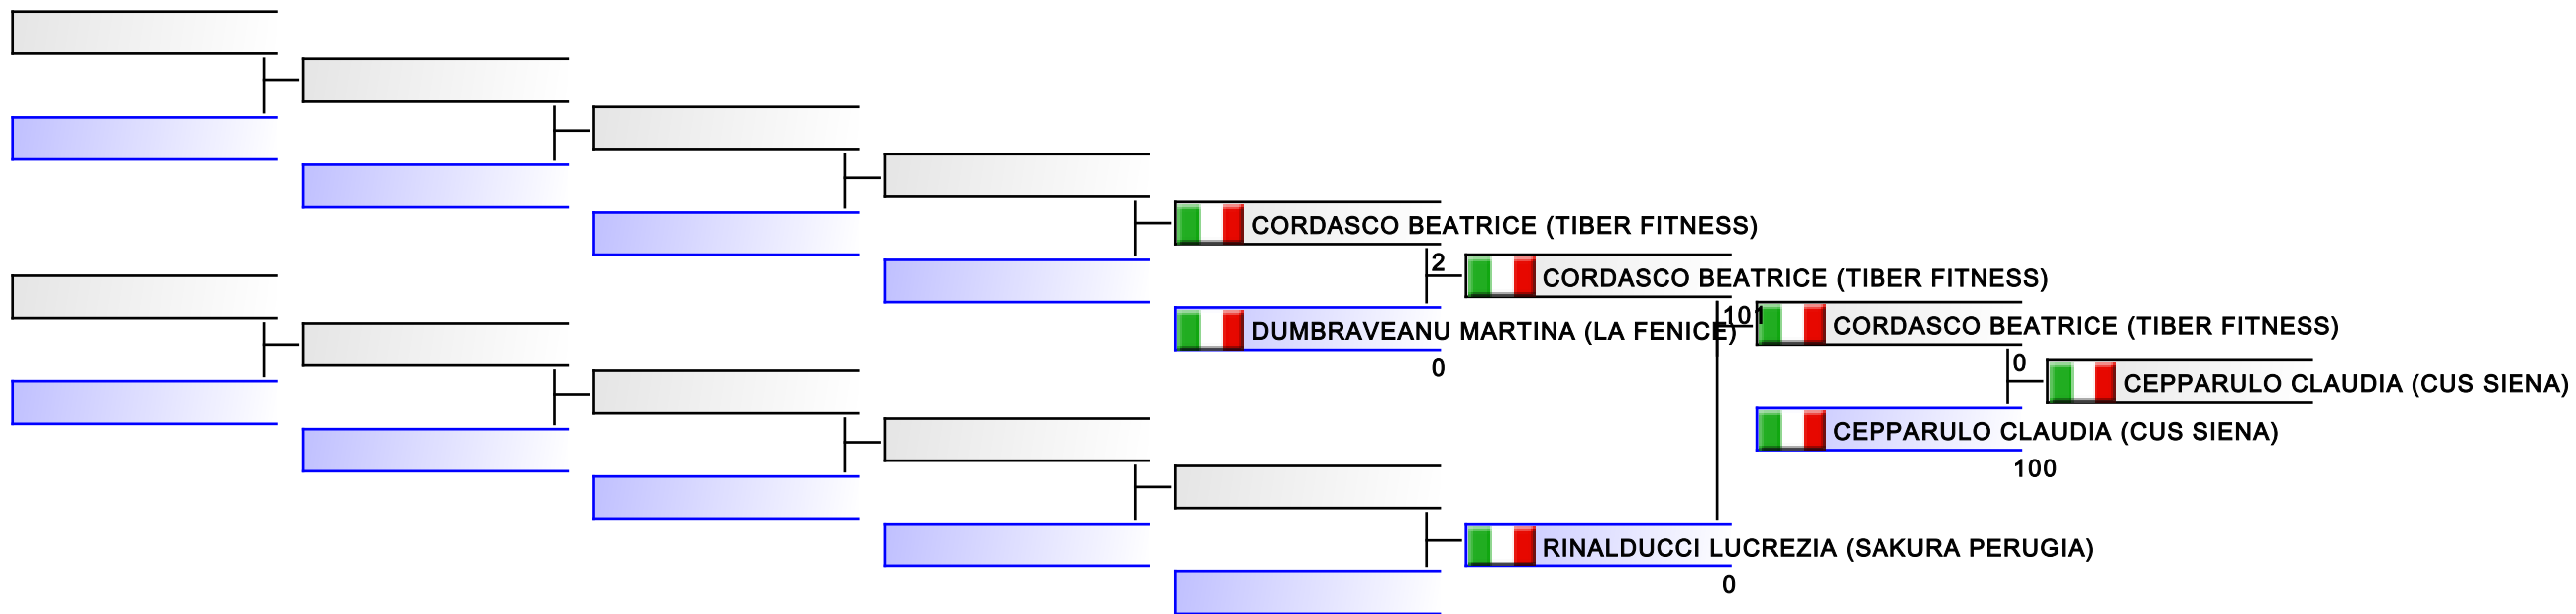 CORDASCO BEATRICE (TIBER FITNESS)
2
CORDASCO BEATRICE (TIBER FITNESS)
DUMBRAVEANU MARTINA (LA FENICE)
0
101
CORDASCO BEATRICE (TIBER FITNESS)
0
CEPPARULO CLAUDIA (CUS SIENA)
CEPPARULO CLAUDIA (CUS SIENA)
100
RINALDUCCI LUCREZIA (SAKURA PERUGIA)
0